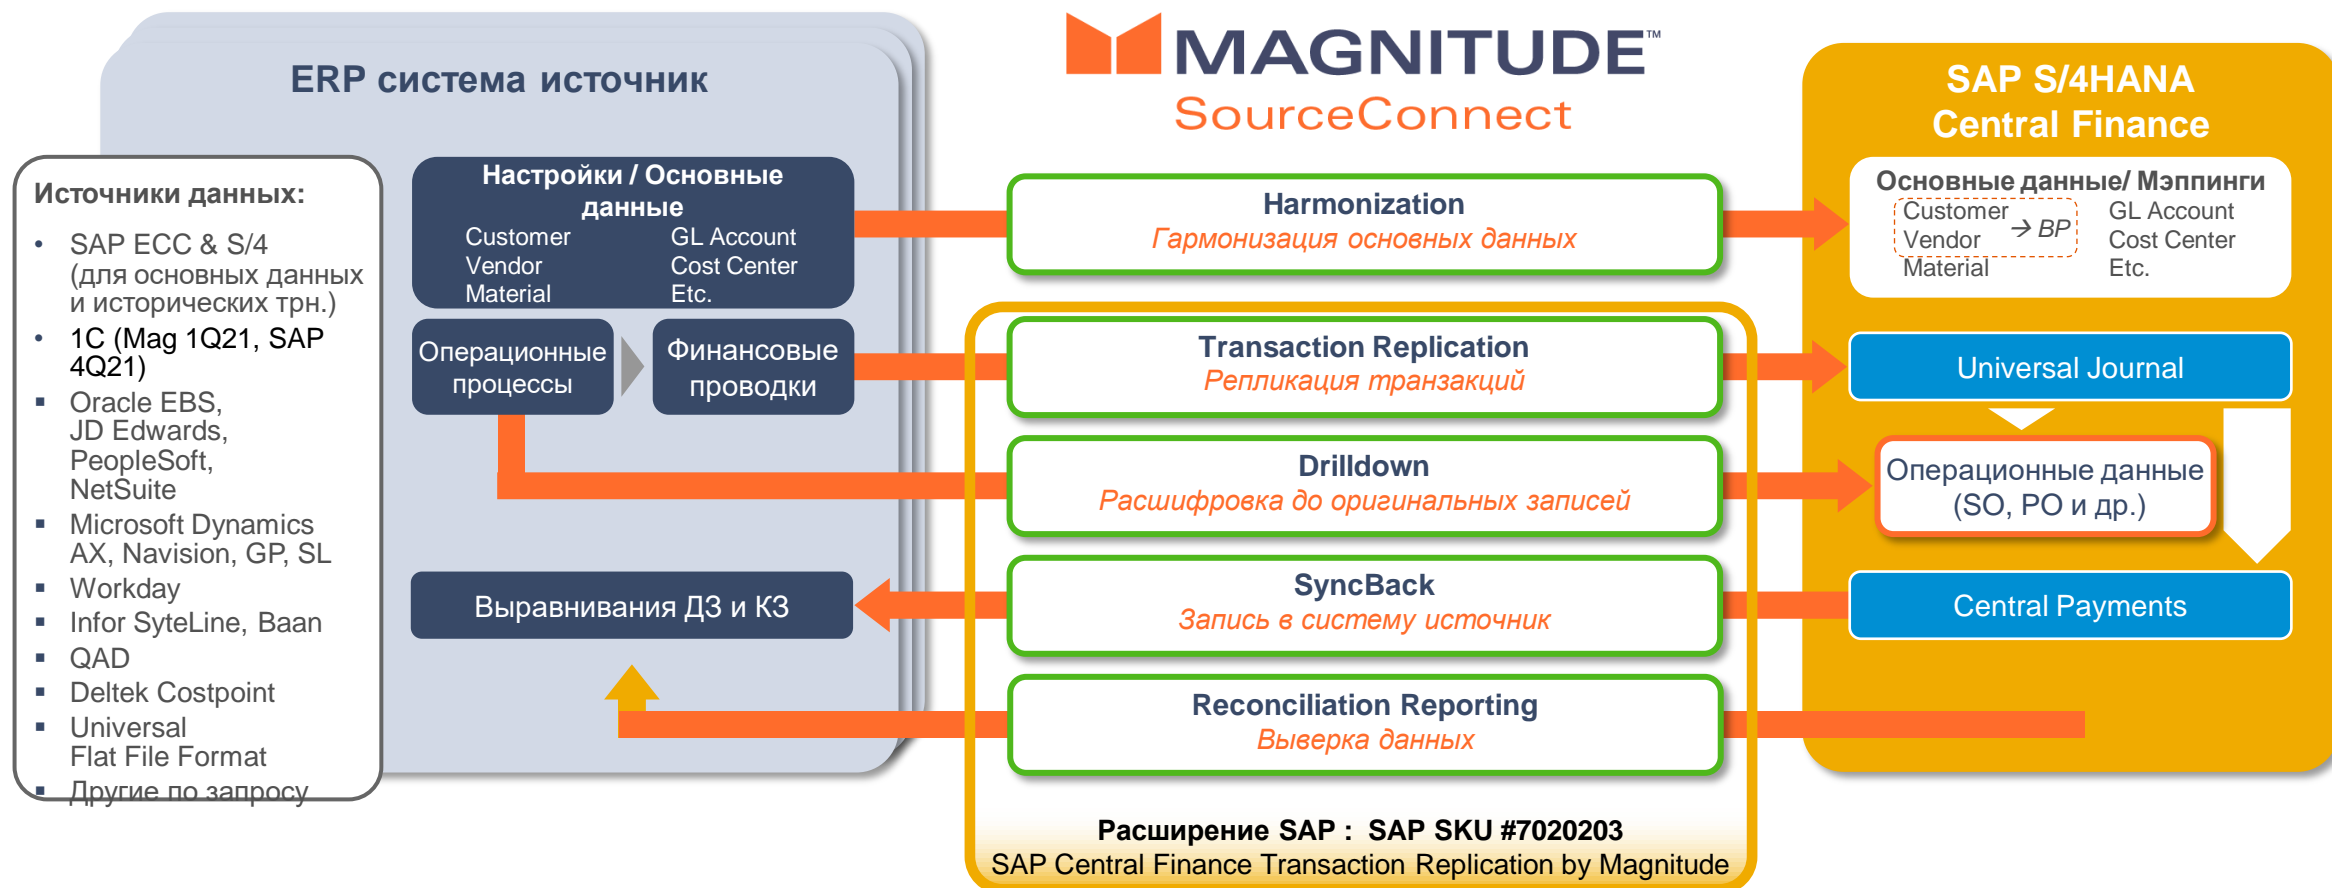 ERP система источник
Источники данных:
• SAP ECC & S/4
(для основных данных
и исторических трн.)
• 1С (Mag 1Q21, SAP
4Q21)
▪ Oracle EBS,
JD Edwards,
PeopleSoft,
NetSuite
▪ Microsoft Dynamics
AX, Navision, GP, SL
▪ Workday
▪ Infor SyteLine, Baan
▪ QAD
▪ Deltek Costpoint
▪ Universal
Flat File Format
▪ Другие по запросу
Настройки / Основные
данные
Customer GL Account
Vendor Cost Center
Material Etc.
Операционные
процессы
Финансовые
проводки
Выравнивания ДЗ и КЗ
MAGNITUDE™
SourceConnect
Harmonization
Гармонизация основных данных
Transaction Replication
Репликация транзакций
Drilldown
Расшифровка до оригинальных записей
SyncBack
Запись в систему источник
Reconciliation Reporting
Выверка данных
Расширение SAP : SAP SKU #7020203
SAP Central Finance Transaction Replication by Magnitude
SAP S/4HANA
Central Finance
Основные данные/ Мэппинги
Customer GL Account
Vendor → BP Cost Center
Material Etc.
Universal Journal
Операционные данные
(SO, PO и др.)
Central Payments